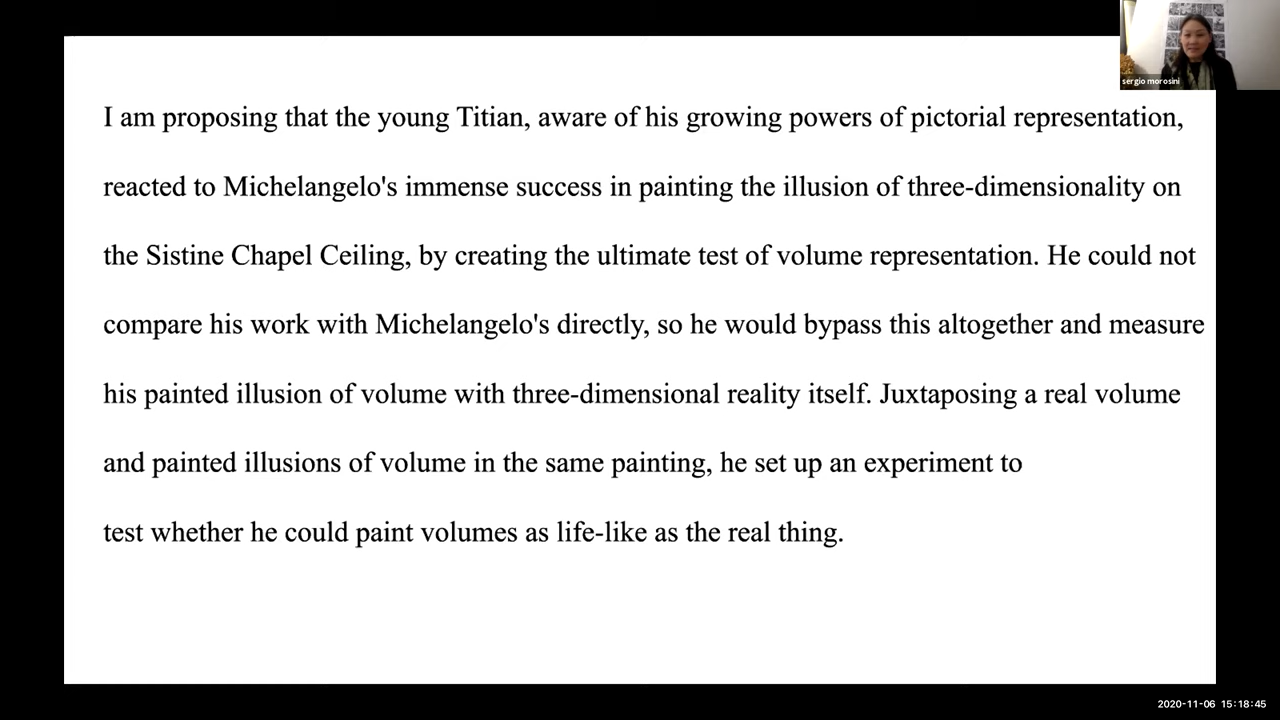 sergio morosini
I am proposing that the young Titian, aware of his growing powers of pictorial representation,
reacted to Michelangelo's immense success in painting the illusion of three-dimensionality on
the Sistine Chapel Ceiling, by creating the ultimate test of volume representation. He could not
compare his work with Michelangelo's directly, so he would bypass this altogether and measure
his painted illusion of volume with three-dimensional reality itself. Juxtaposing a real volume
and painted illusions of volume in the same painting, he set up an experiment to
test whether he could paint volumes as life-like as the real thing.
2020-11-06 15:18:45